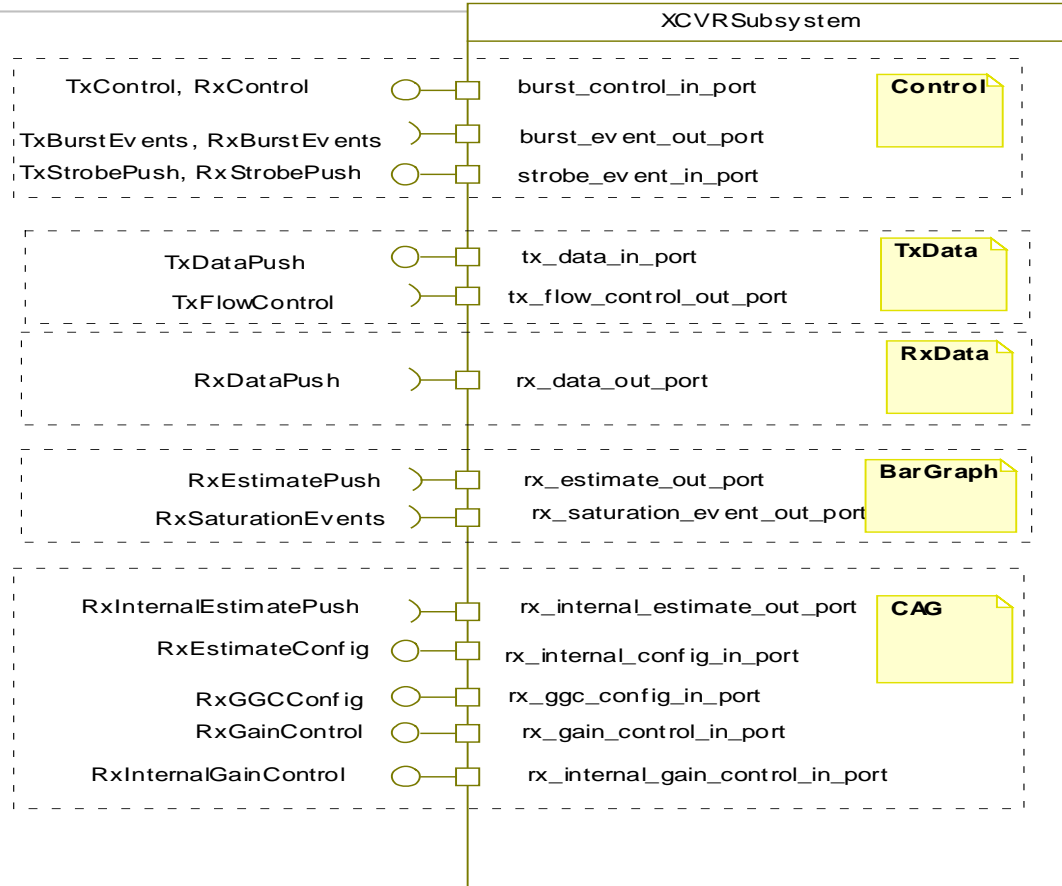 XCVRSubsystem
TxControl, RxControl burst_control_in_port Control
TxBurstEvents, RxBurstEvents burst_event_out_port
TxStrobePush, RxStrobePush strobe_event_in_port
TxDataPush tx_data_in_port TxData
TxFlowControl tx_flow_control_out_port
RxDataPush rx_data_out_port RxData
RxEstimatePush rx_estimate_out_port BarGraph
RxSaturationEvents rx_saturation_event_out_port
RxInternalEstimatePush rx_internal_estimate_out_port CAG
RxEstimateConfig rx_internal_config_in_port
RxGGCConfig rx_ggc_config_in_port
RxGainControl rx_gain_control_in_port
RxInternalGainControl rx_internal_gain_control_in_port